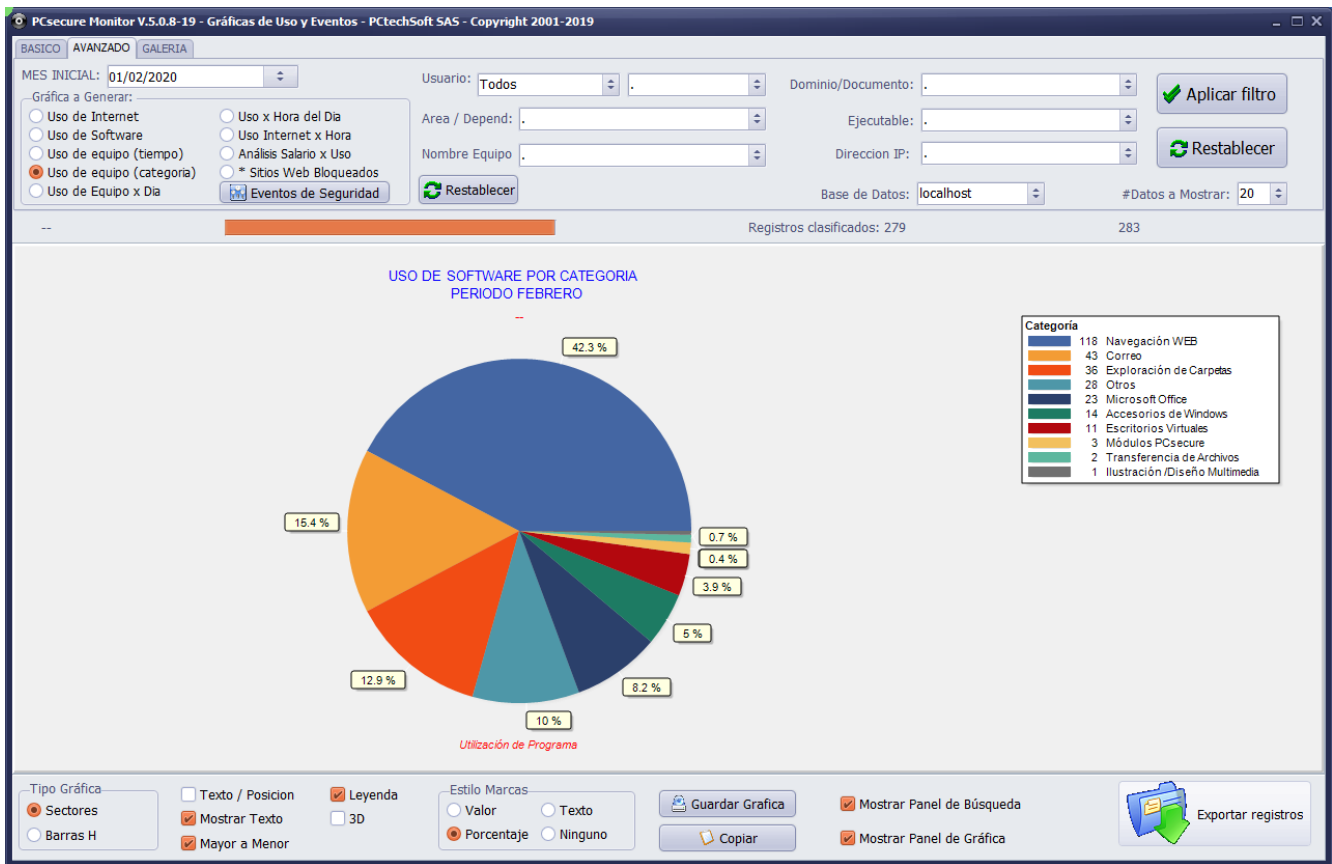 PCsecure Monitor V.5.0.8-19 - Gráficas de Uso y Eventos - PCtechSoft SAS - Copyright 2001-2019
BASICO AVANZADO GALERIA
MES INICIAL: 01/02/2020
Gráfica a Generar:
Uso de Internet
Uso de Software
Uso de equipo (tiempo)
Uso de equipo (categoria)
Uso de Equipo x Dia
Uso x Hora del Dia
Uso Internet x Hora
Análisis Salario x Uso
* Sitios Web Bloqueados
Eventos de Seguridad
Usuario: Todos .
Area / Depend: .
Nombre Equipo .
Restablecer
Dominio/Documento: .
Ejecutable: .
Direccion IP: .
Base de Datos: localhost
#Datos a Mostrar: 20
Aplicar filtro
Restablecer
-- Registros clasificados: 279 283
USO DE SOFTWARE POR CATEGORIA
PERIODO FEBRERO
--
42.3 %
15.4 %
12.9 %
10 %
8.2 %
5 %
3.9 %
0.4 %
0.7 %
Utilización de Programa
Categoría
118 Navegación WEB
43 Correo
36 Exploración de Carpetas
28 Otros
23 Microsoft Office
14 Accesorios de Windows
11 Escritorios Virtuales
3 Módulos PCsecure
2 Transferencia de Archivos
1 Ilustración /Diseño Multimedia
Tipo Gráfica
Sectores
Barras H
Texto / Posicion
Mostrar Texto
Mayor a Menor
Leyenda
3D
Estilo Marcas
Valor Texto
Porcentaje Ninguno
Guardar Grafica
Copiar
Mostrar Panel de Búsqueda
Mostrar Panel de Gráfica
Exportar registros